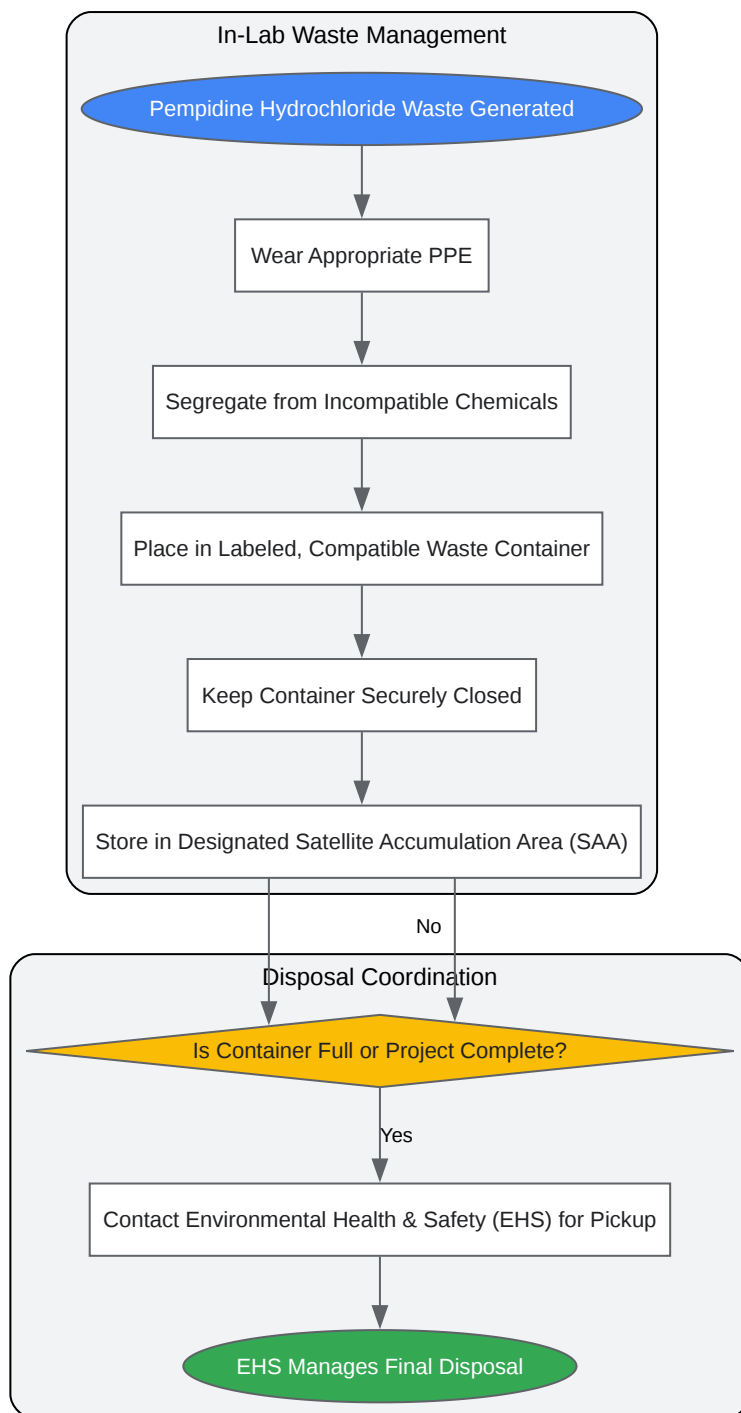 In-Lab Waste Management
Pempidine Hydrochloride Waste Generated
Wear Appropriate PPE
Segregate from Incompatible Chemicals
Place in Labeled, Compatible Waste Container
Keep Container Securely Closed
Store in Designated Satellite Accumulation Area (SAA)
No
Disposal Coordination
Is Container Full or Project Complete?
Yes
Contact Environmental Health & Safety (EHS) for Pickup
EHS Manages Final Disposal